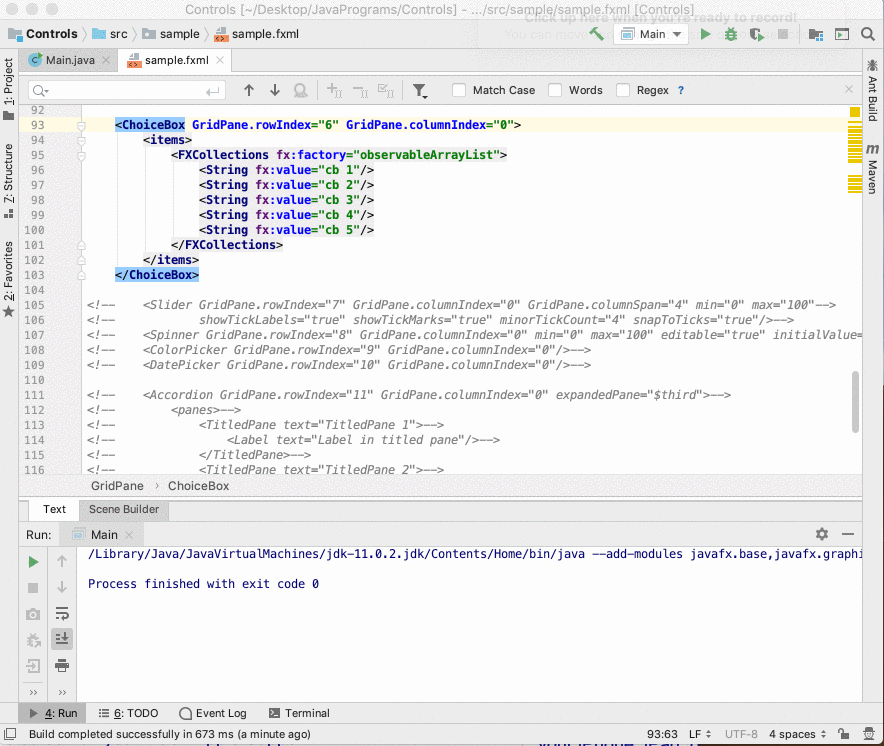 Controls [~/Desktop/JavaPrograms/Controls] - .../src/sample/sample.fxml [Controls]
Click up here when you're ready to record!
Controls src sample sample.fxml Main
Main.java sample.fxml
Match Case Words Regex ?
1: Project
Z: Structure
2: Favorites
Ant Build
m Maven
92
93 <ChoiceBox GridPane.rowIndex="6" GridPane.columnIndex="0">
94 <items>
95 <FXCollections fx:factory="observableArrayList">
96 <String fx:value="cb 1"/>
97 <String fx:value="cb 2"/>
98 <String fx:value="cb 3"/>
99 <String fx:value="cb 4"/>
100 <String fx:value="cb 5"/>
101 </FXCollections>
102 </items>
103 </ChoiceBox>
104
105 <!-- <Slider GridPane.rowIndex="7" GridPane.columnIndex="0" GridPane.columnSpan="4" min="0" max="100"-->
106 <!-- showTickLabels="true" showTickMarks="true" minorTickCount="4" snapToTicks="true"/>-->
107 <!-- <Spinner GridPane.rowIndex="8" GridPane.columnIndex="0" min="0" max="100" editable="true" initialValue=
108 <!-- <ColorPicker GridPane.rowIndex="9" GridPane.columnIndex="0"/>-->
109 <!-- <DatePicker GridPane.rowIndex="10" GridPane.columnIndex="0"/>-->
110
111 <!-- <Accordion GridPane.rowIndex="11" GridPane.columnIndex="0" expandedPane="$third">-->
112 <!-- <panes>-->
113 <!-- <TitledPane text="TitledPane 1">-->
114 <!-- <Label text="Label in titled pane"/>-->
115 <!-- </TitledPane>-->
116 <!-- <TitledPane text="TitledPane 2">-->
GridPane › ChoiceBox
Text Scene Builder
Run: Main
/Library/Java/JavaVirtualMachines/jdk-11.0.2.jdk/Contents/Home/bin/java --add-modules javafx.base,javafx.graphi
Process finished with exit code 0
4: Run 6: TODO Event Log Terminal
Build completed successfully in 673 ms (a minute ago) 93:63 LF UTF-8 4 spaces